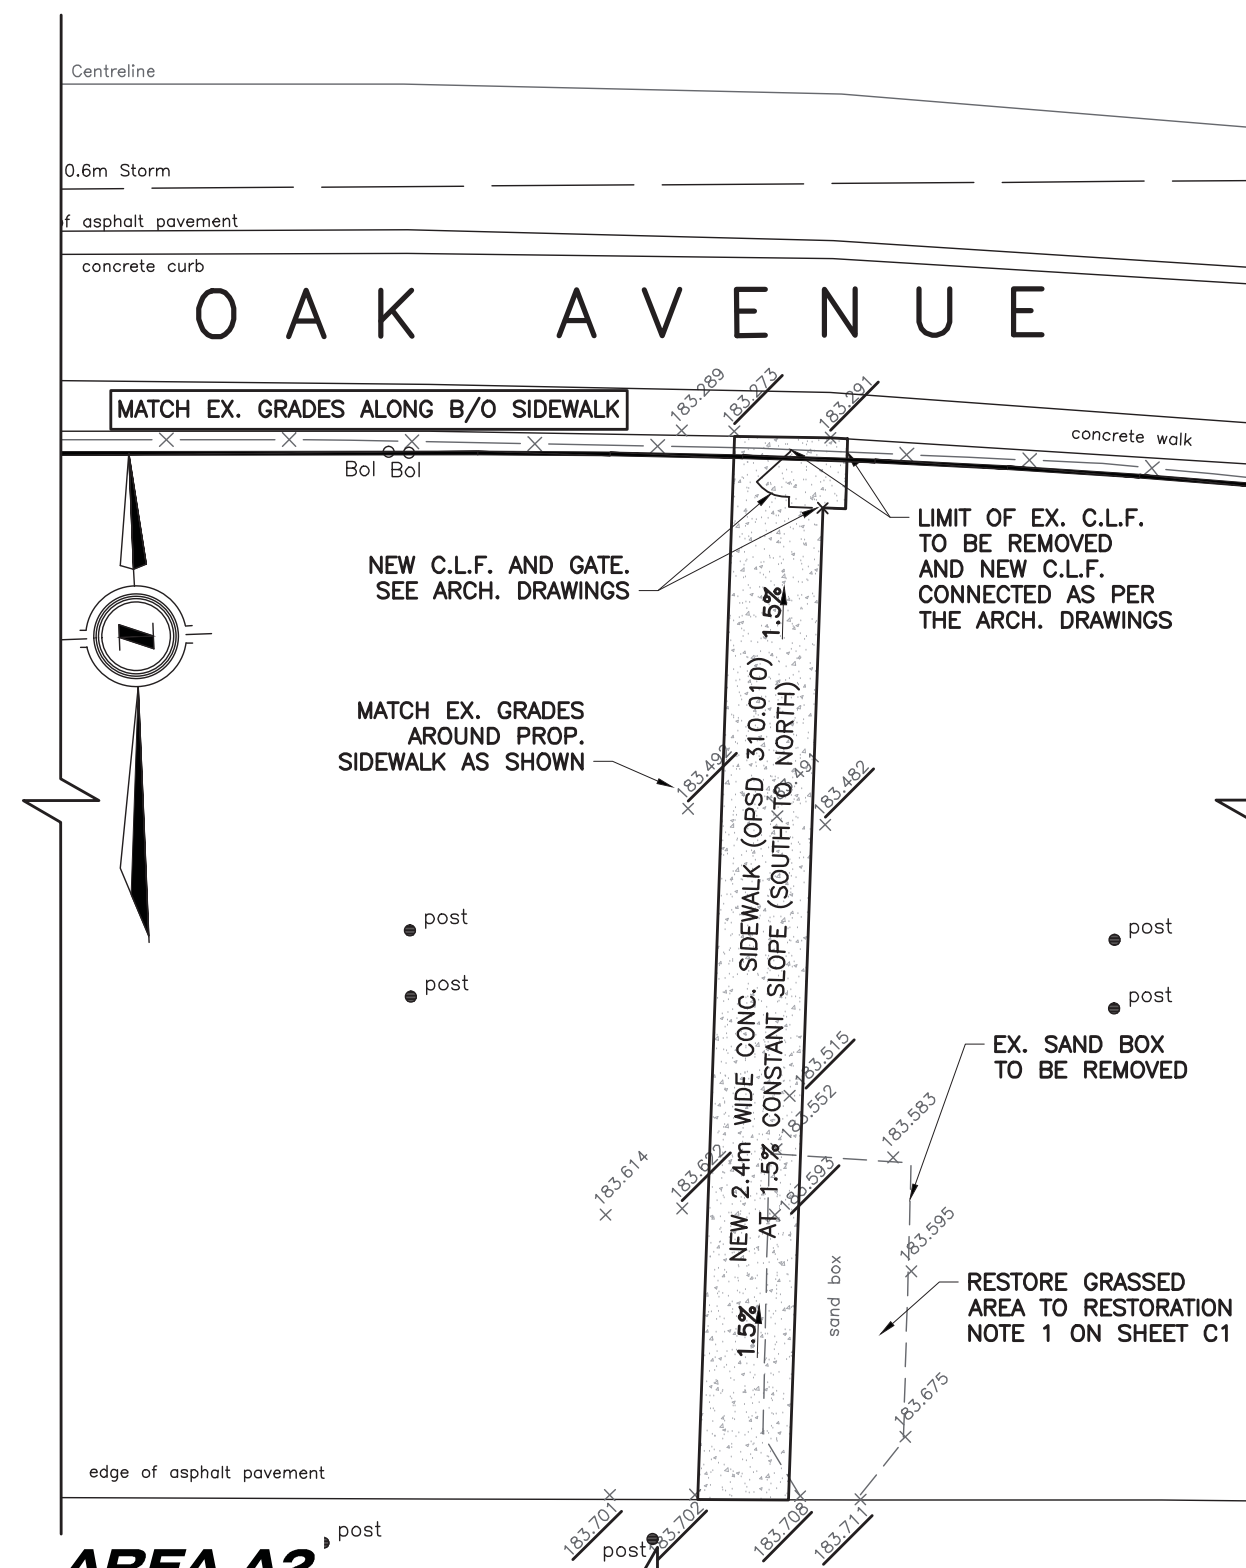 Centreline
0.6m Storm
f asphalt pavement
concrete curb
OAK AVENUE
183.289
183.273
183.291
MATCH EX. GRADES ALONG B/O SIDEWALK
concrete walk
Bol Bol
LIMIT OF EX. C.L.F.
TO BE REMOVED
AND NEW C.L.F.
CONNECTED AS PER
THE ARCH. DRAWINGS
NEW C.L.F. AND GATE.
SEE ARCH. DRAWINGS
1.5%
N
MATCH EX. GRADES
AROUND PROP.
SIDEWALK AS SHOWN
183.492
183.491
183.482
NEW 2.4m WIDE CONC. SIDEWALK (OPSD 310.010)
AT 1.5% CONSTANT SLOPE (SOUTH TO NORTH)
post
post
post
post
EX. SAND BOX
TO BE REMOVED
183.515
183.552
183.583
183.614
183.622
183.593
183.595
sand box
RESTORE GRASSED
AREA TO RESTORATION
NOTE 1 ON SHEET C1
1.5%
183.675
edge of asphalt pavement
183.701
183.702
183.708
183.711
post
post
AREA A2